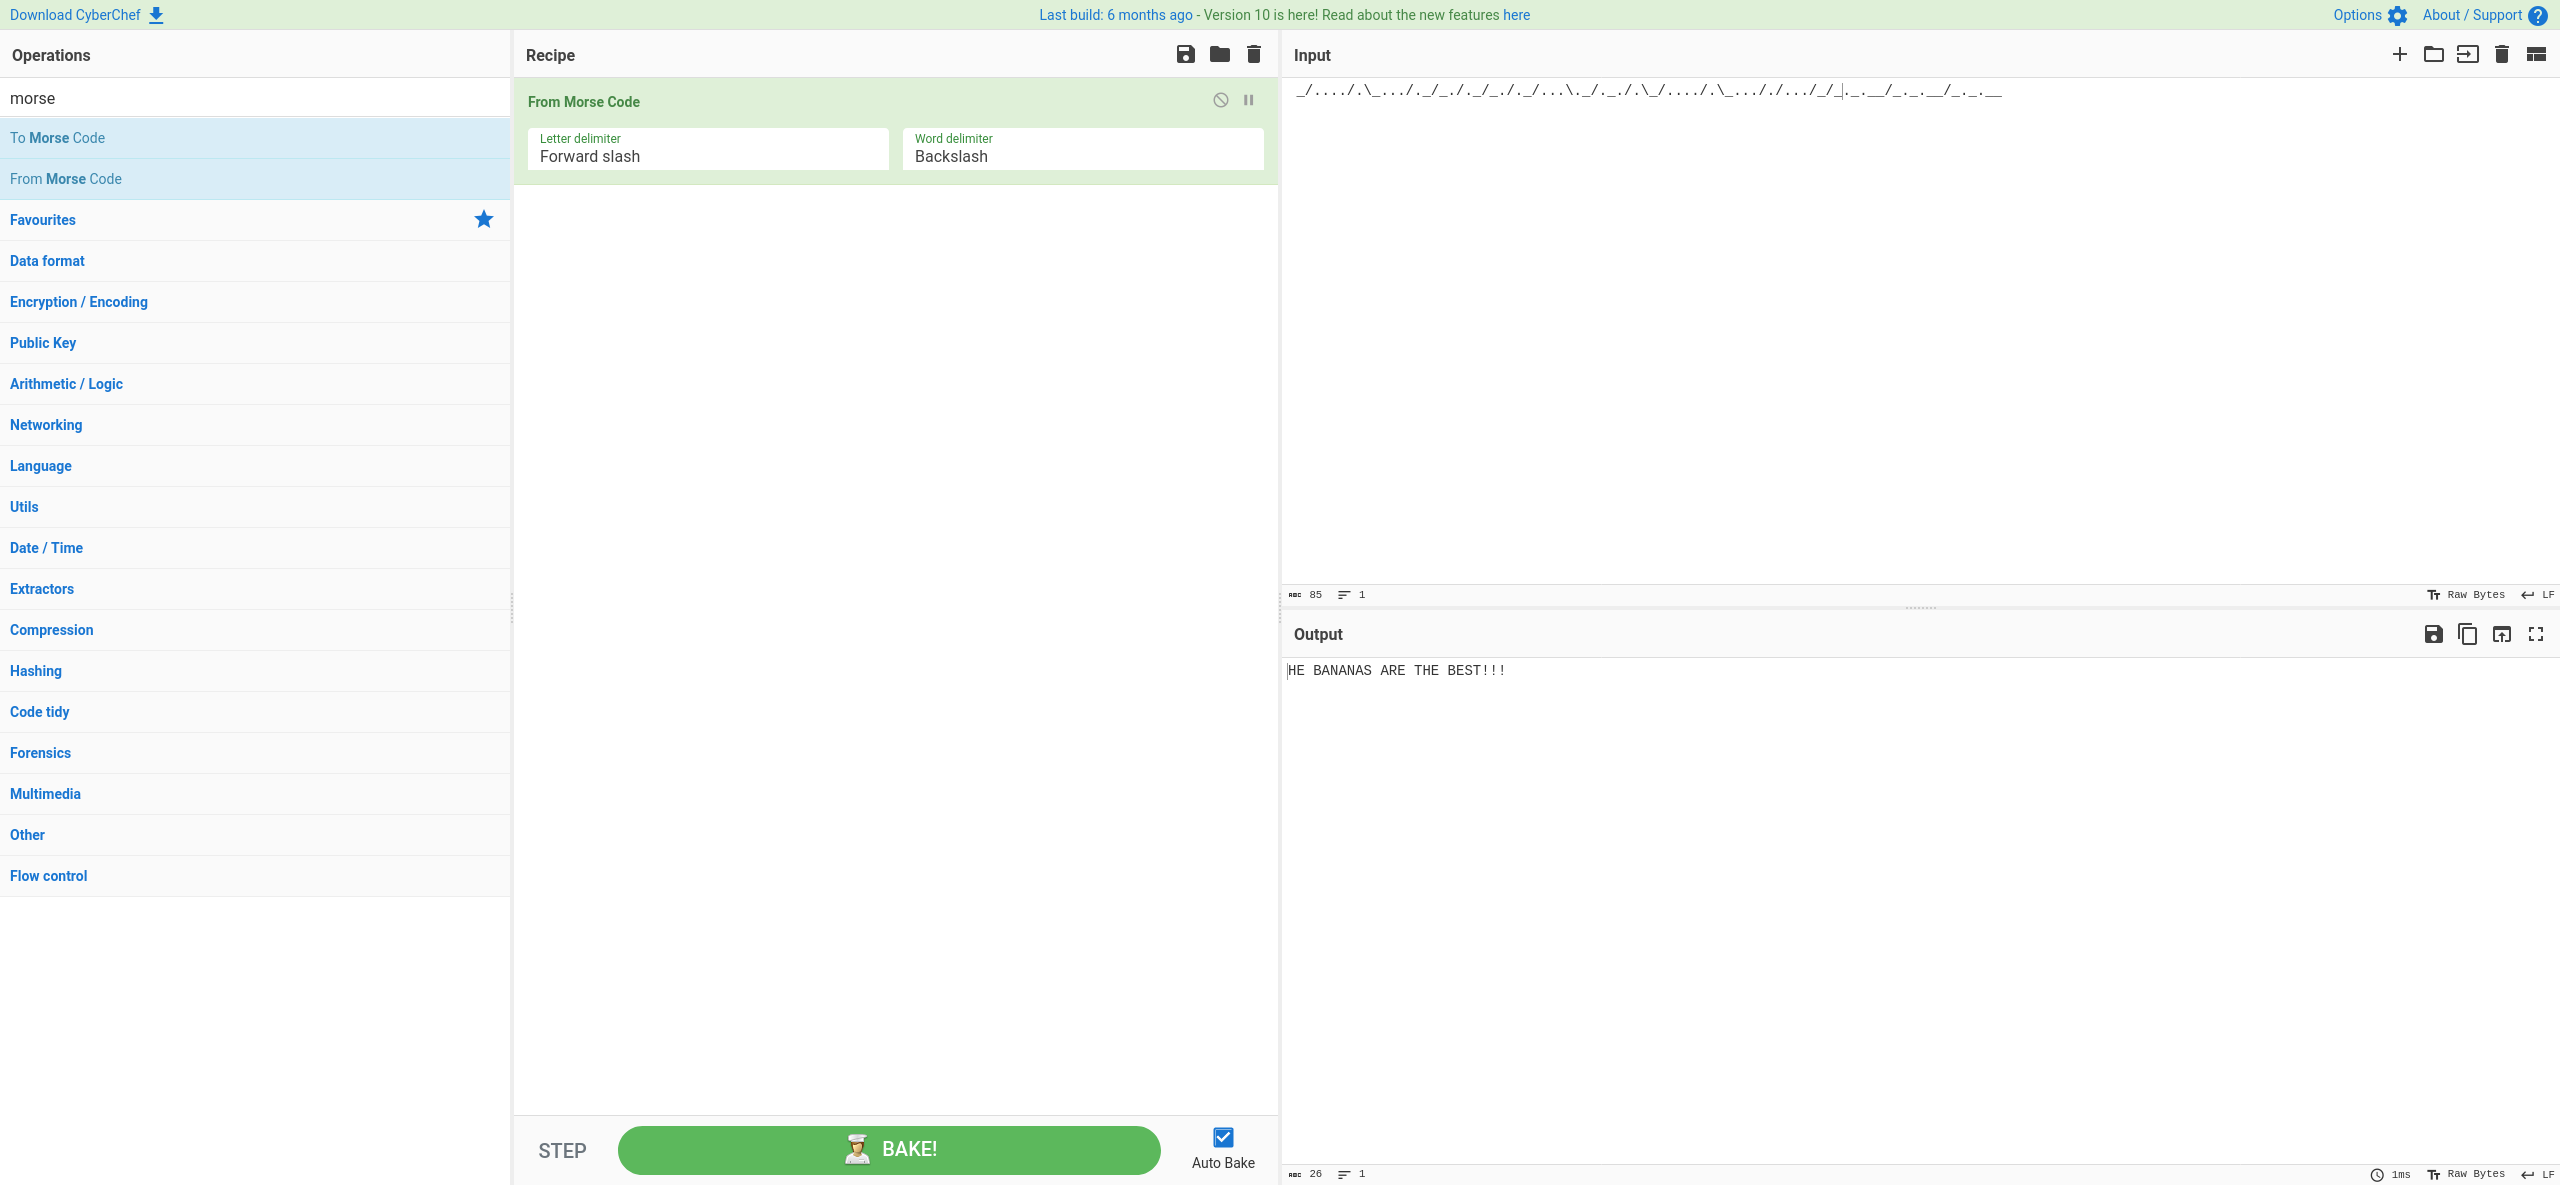 Download CyberChef
Last build: 6 months ago - Version 10 is here! Read about the new features here
Options
About / Support
Operations
morse
To Morse Code
From Morse Code
Favourites
Data format
Encryption / Encoding
Public Key
Arithmetic / Logic
Networking
Language
Utils
Date / Time
Extractors
Compression
Hashing
Code tidy
Forensics
Multimedia
Other
Flow control
Recipe
From Morse Code
Letter delimiter
Forward slash
Word delimiter
Backslash
STEP
BAKE!
Auto Bake
Input
_/..../.\_.../._/_./._/_./._/...\._/._./.\_/..../.\_..././.../_/_._.__/_._.__/_._.__
ABC 85 1
Raw Bytes LF
Output
HE BANANAS ARE THE BEST!!!
ABC 26 1
1ms Raw Bytes LF